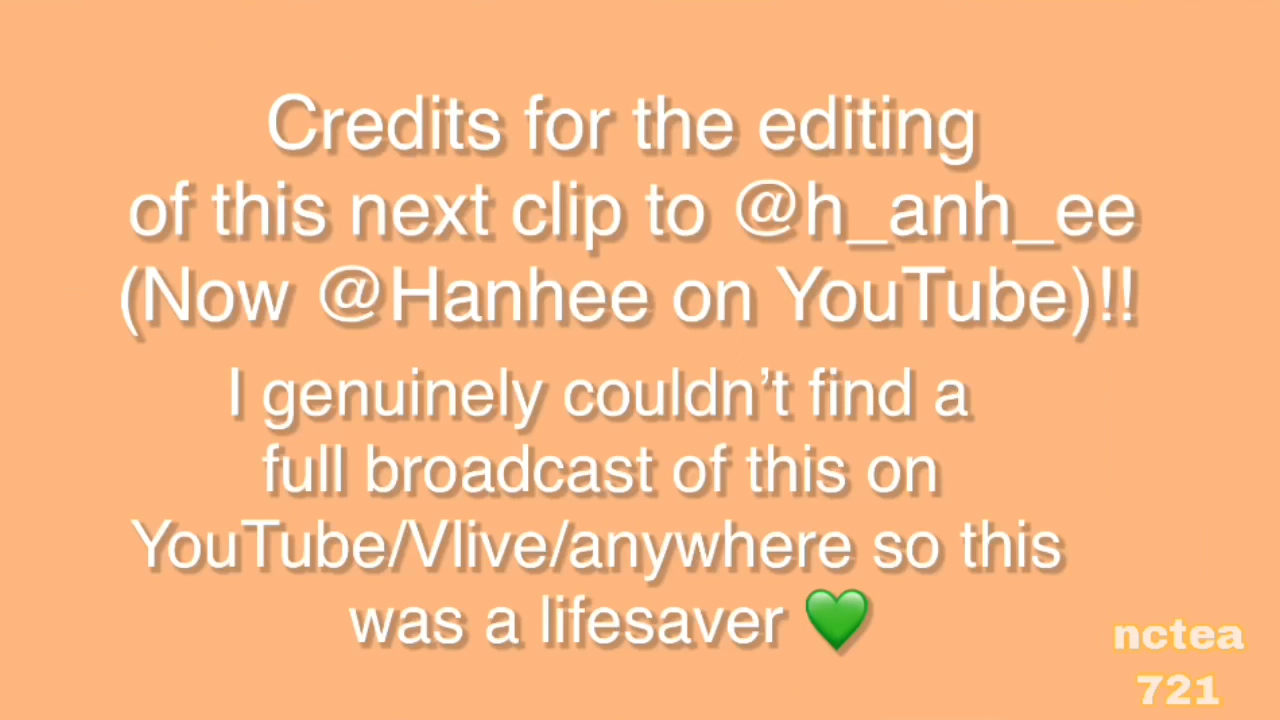 Credits for the editing
of this next clip to @h_anh_ee
(Now @Hanhee on YouTube)!!
I genuinely couldn’t find a
full broadcast of this on
YouTube/Vlive/anywhere so this
was a lifesaver 💚
nctea
721